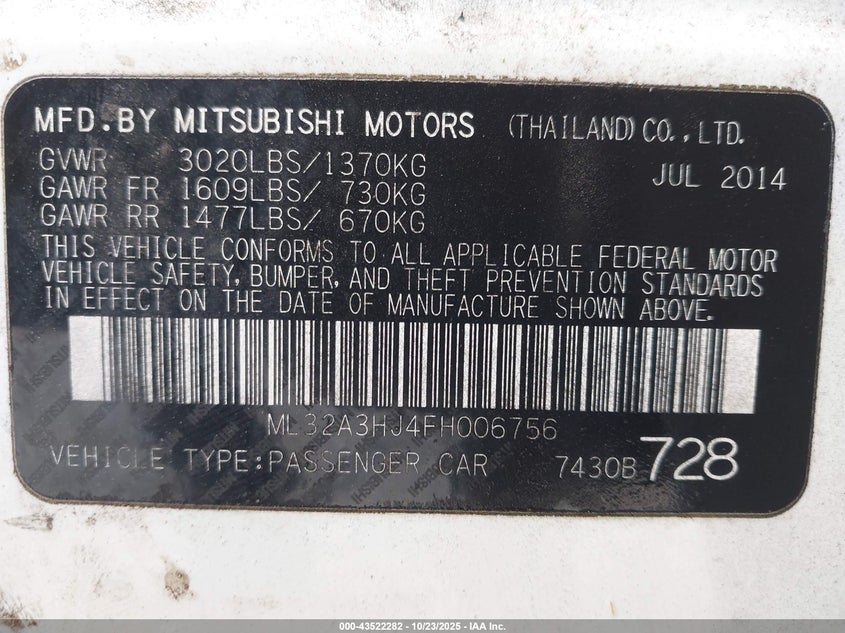 MFD.BY MITSUBISHI MOTORS (THAILAND) CO., LTD.
GVWR 3020LBS/1370KG JUL 2014
GAWR FR 1609LBS/ 730KG
GAWR RR 1477LBS/ 670KG
THIS VEHICLE CONFORMS TO ALL APPLICABLE FEDERAL MOTOR
VEHICLE SAFETY, BUMPER, AND THEFT PREVENTION STANDARDS
IN EFFECT ON THE DATE OF MANUFACTURE SHOWN ABOVE.
ML32A3HJ4FH006756
VEHICLE TYPE:PASSENGER CAR 7430B 728
000-43522282 - 10/23/2025 - IAA Inc.